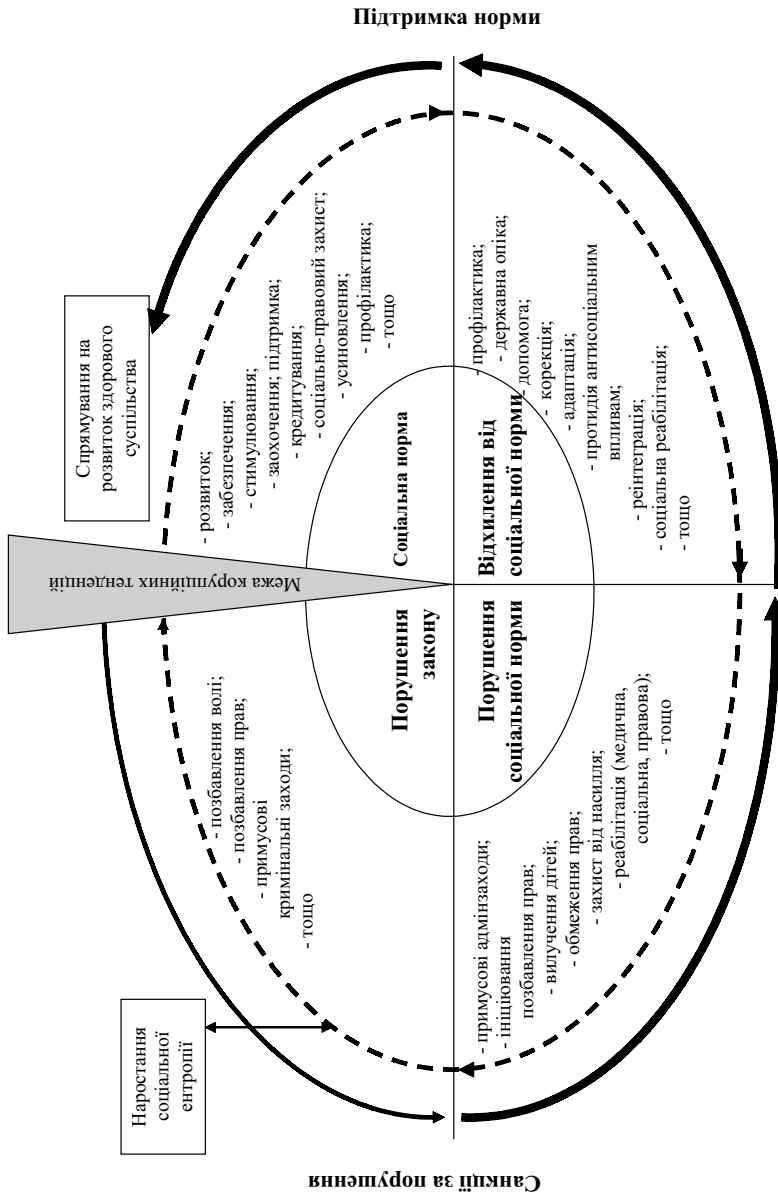 Підтримка норми
Спрямування на
розвиток здорового
суспільства
Межа корупційних тенденцій
Наростання
соціальної
ентропії
Санкції за порушення
Соціальна норма
- розвиток;
- забезпечення;
- стимулювання;
- заохочення; підтримка;
- кредитування;
- соціально-правовий захист;
- усиновлення;
- профілактика;
- тощо
Відхилення від
соціальної норми
- профілактика;
- державна опіка;
- допомога;
- корекція;
- адаптація;
- протидія антисоціальним
впливам;
- реінтеграція;
- соціальна реабілітація;
- тощо
Порушення
закону
- позбавлення волі;
- позбавлення прав;
- примусові
кримінальні заходи;
- тощо
Порушення
соціальної норми
- примусові адмінзаходи;
- ініціювання
позбавлення прав;
- вилучення дітей;
- обмеження прав;
- захист від насилля;
- реабілітація (медична,
соціальна, правова);
- тощо